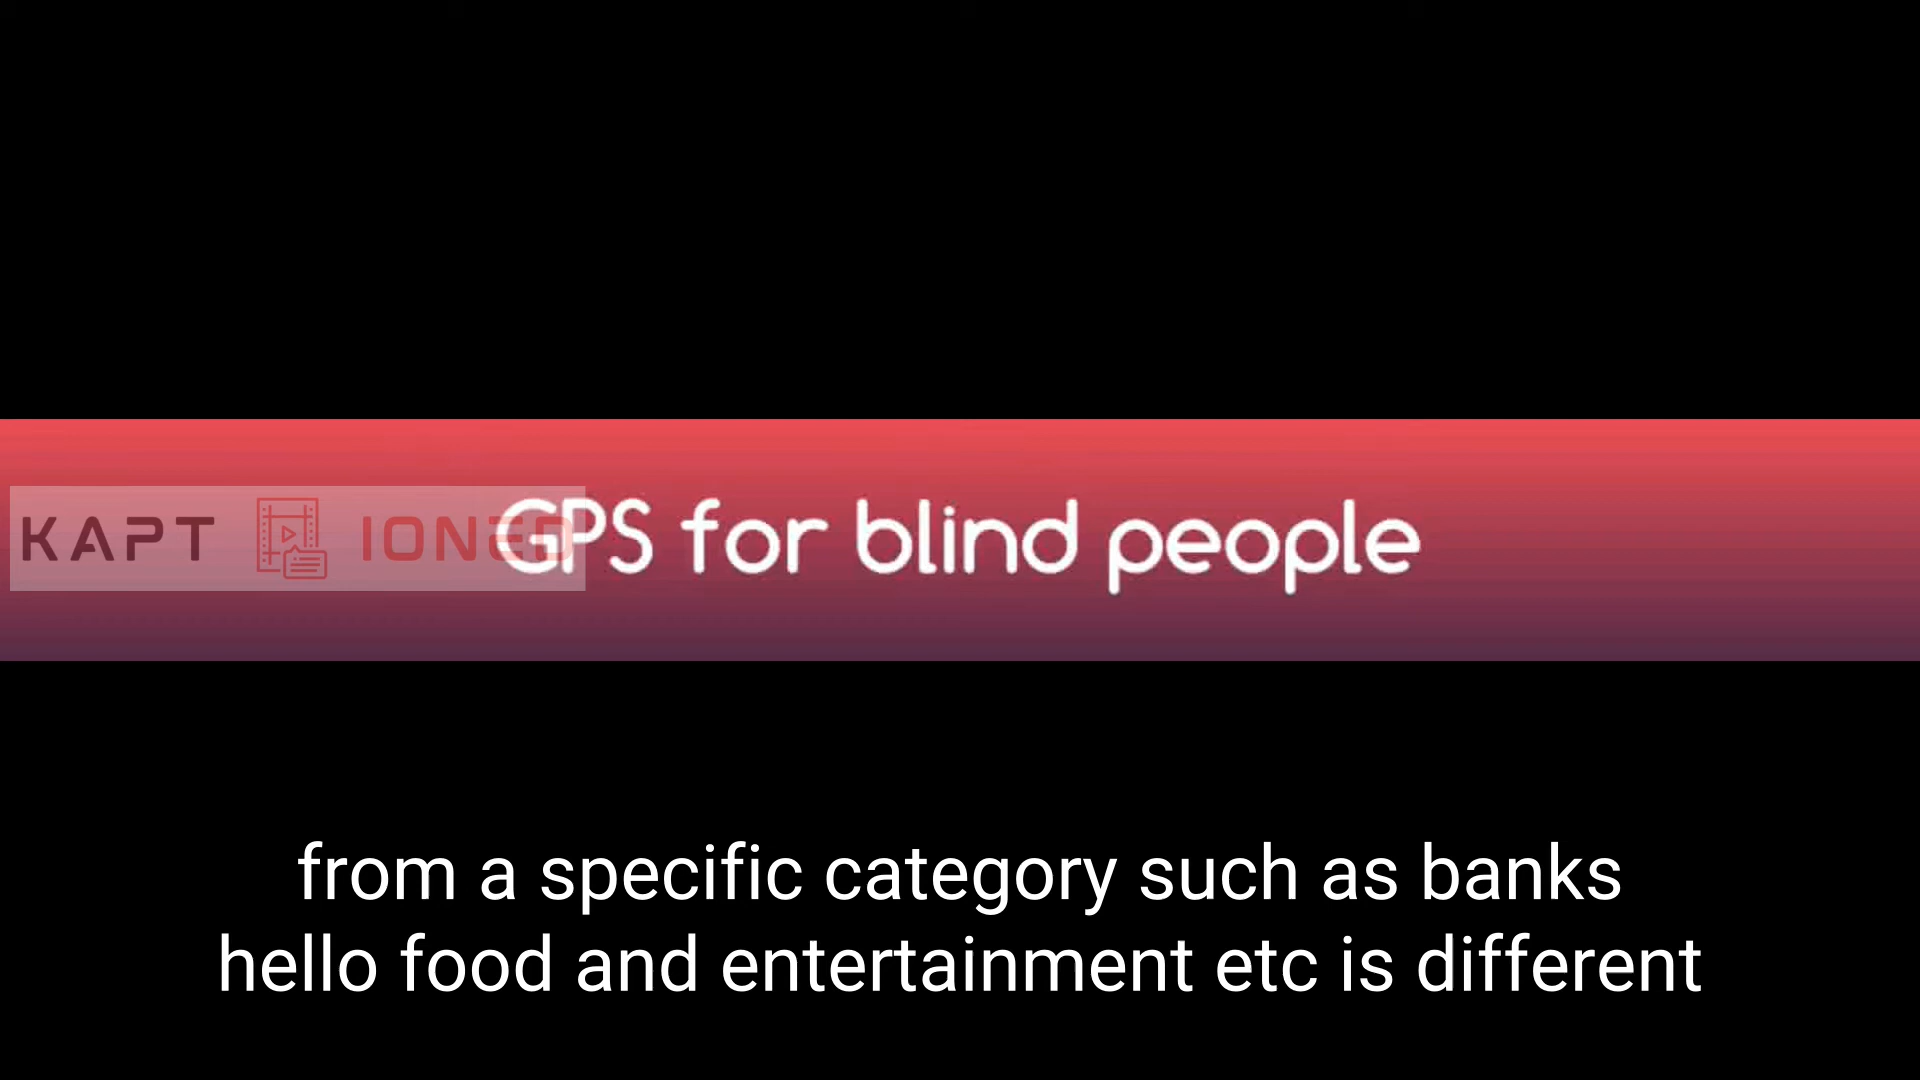 KAPT IONED
GPS for blind people
from a specific category such as banks
hello food and entertainment etc is different